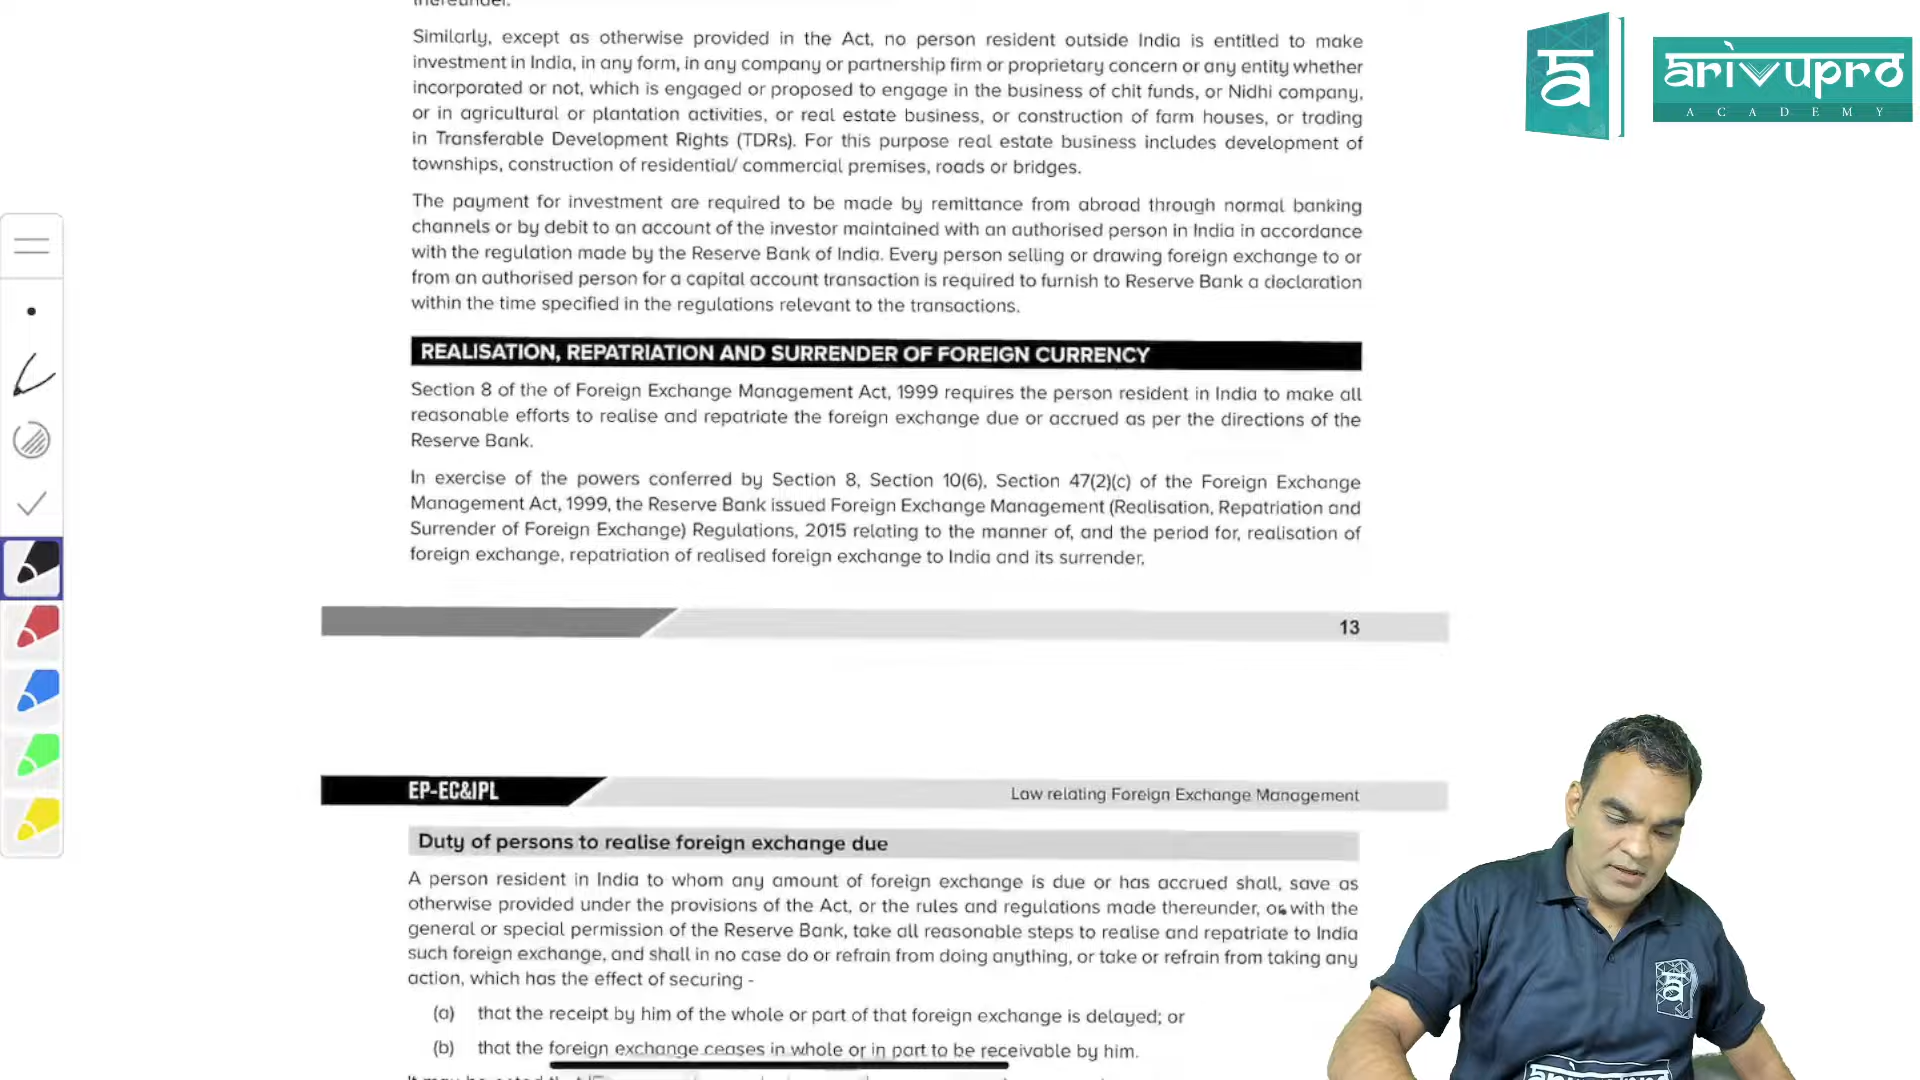 thereunder.
Similarly, except as otherwise provided in the Act, no person resident outside India is entitled to make
investment in India, in any form, in any company or partnership firm or proprietary concern or any entity whether
incorporated or not, which is engaged or proposed to engage in the business of chit funds, or Nidhi company,
or in agricultural or plantation activities, or real estate business, or construction of farm houses, or trading
in Transferable Development Rights (TDRs). For this purpose real estate business includes development of
townships, construction of residential/ commercial premises, roads or bridges.
The payment for investment are required to be made by remittance from abroad through normal banking
channels or by debit to an account of the investor maintained with an authorised person in India in accordance
with the regulation made by the Reserve Bank of India. Every person selling or drawing foreign exchange to or
from an authorised person for a capital account transaction is required to furnish to Reserve Bank a declaration
within the time specified in the regulations relevant to the transactions.
REALISATION, REPATRIATION AND SURRENDER OF FOREIGN CURRENCY
Section 8 of the of Foreign Exchange Management Act, 1999 requires the person resident in India to make all
reasonable efforts to realise and repatriate the foreign exchange due or accrued as per the directions of the
Reserve Bank.
In exercise of the powers conferred by Section 8, Section 10(6), Section 47(2)(c) of the Foreign Exchange
Management Act, 1999, the Reserve Bank issued Foreign Exchange Management (Realisation, Repatriation and
Surrender of Foreign Exchange) Regulations, 2015 relating to the manner of, and the period for, realisation of
foreign exchange, repatriation of realised foreign exchange to India and its surrender,
13
EP-EC&IPL
Law relating Foreign Exchange Management
Duty of persons to realise foreign exchange due
A person resident in India to whom any amount of foreign exchange is due or has accrued shall, save as
otherwise provided under the provisions of the Act, or the rules and regulations made thereunder, or with the
general or special permission of the Reserve Bank, take all reasonable steps to realise and repatriate to India
such foreign exchange, and shall in no case do or refrain from doing anything, or take or refrain from taking any
action, which has the effect of securing -
(a) that the receipt by him of the whole or part of that foreign exchange is delayed; or
(b) that the foreign exchange ceases in whole or in part to be receivable by him.
arivupro
ACADEMY